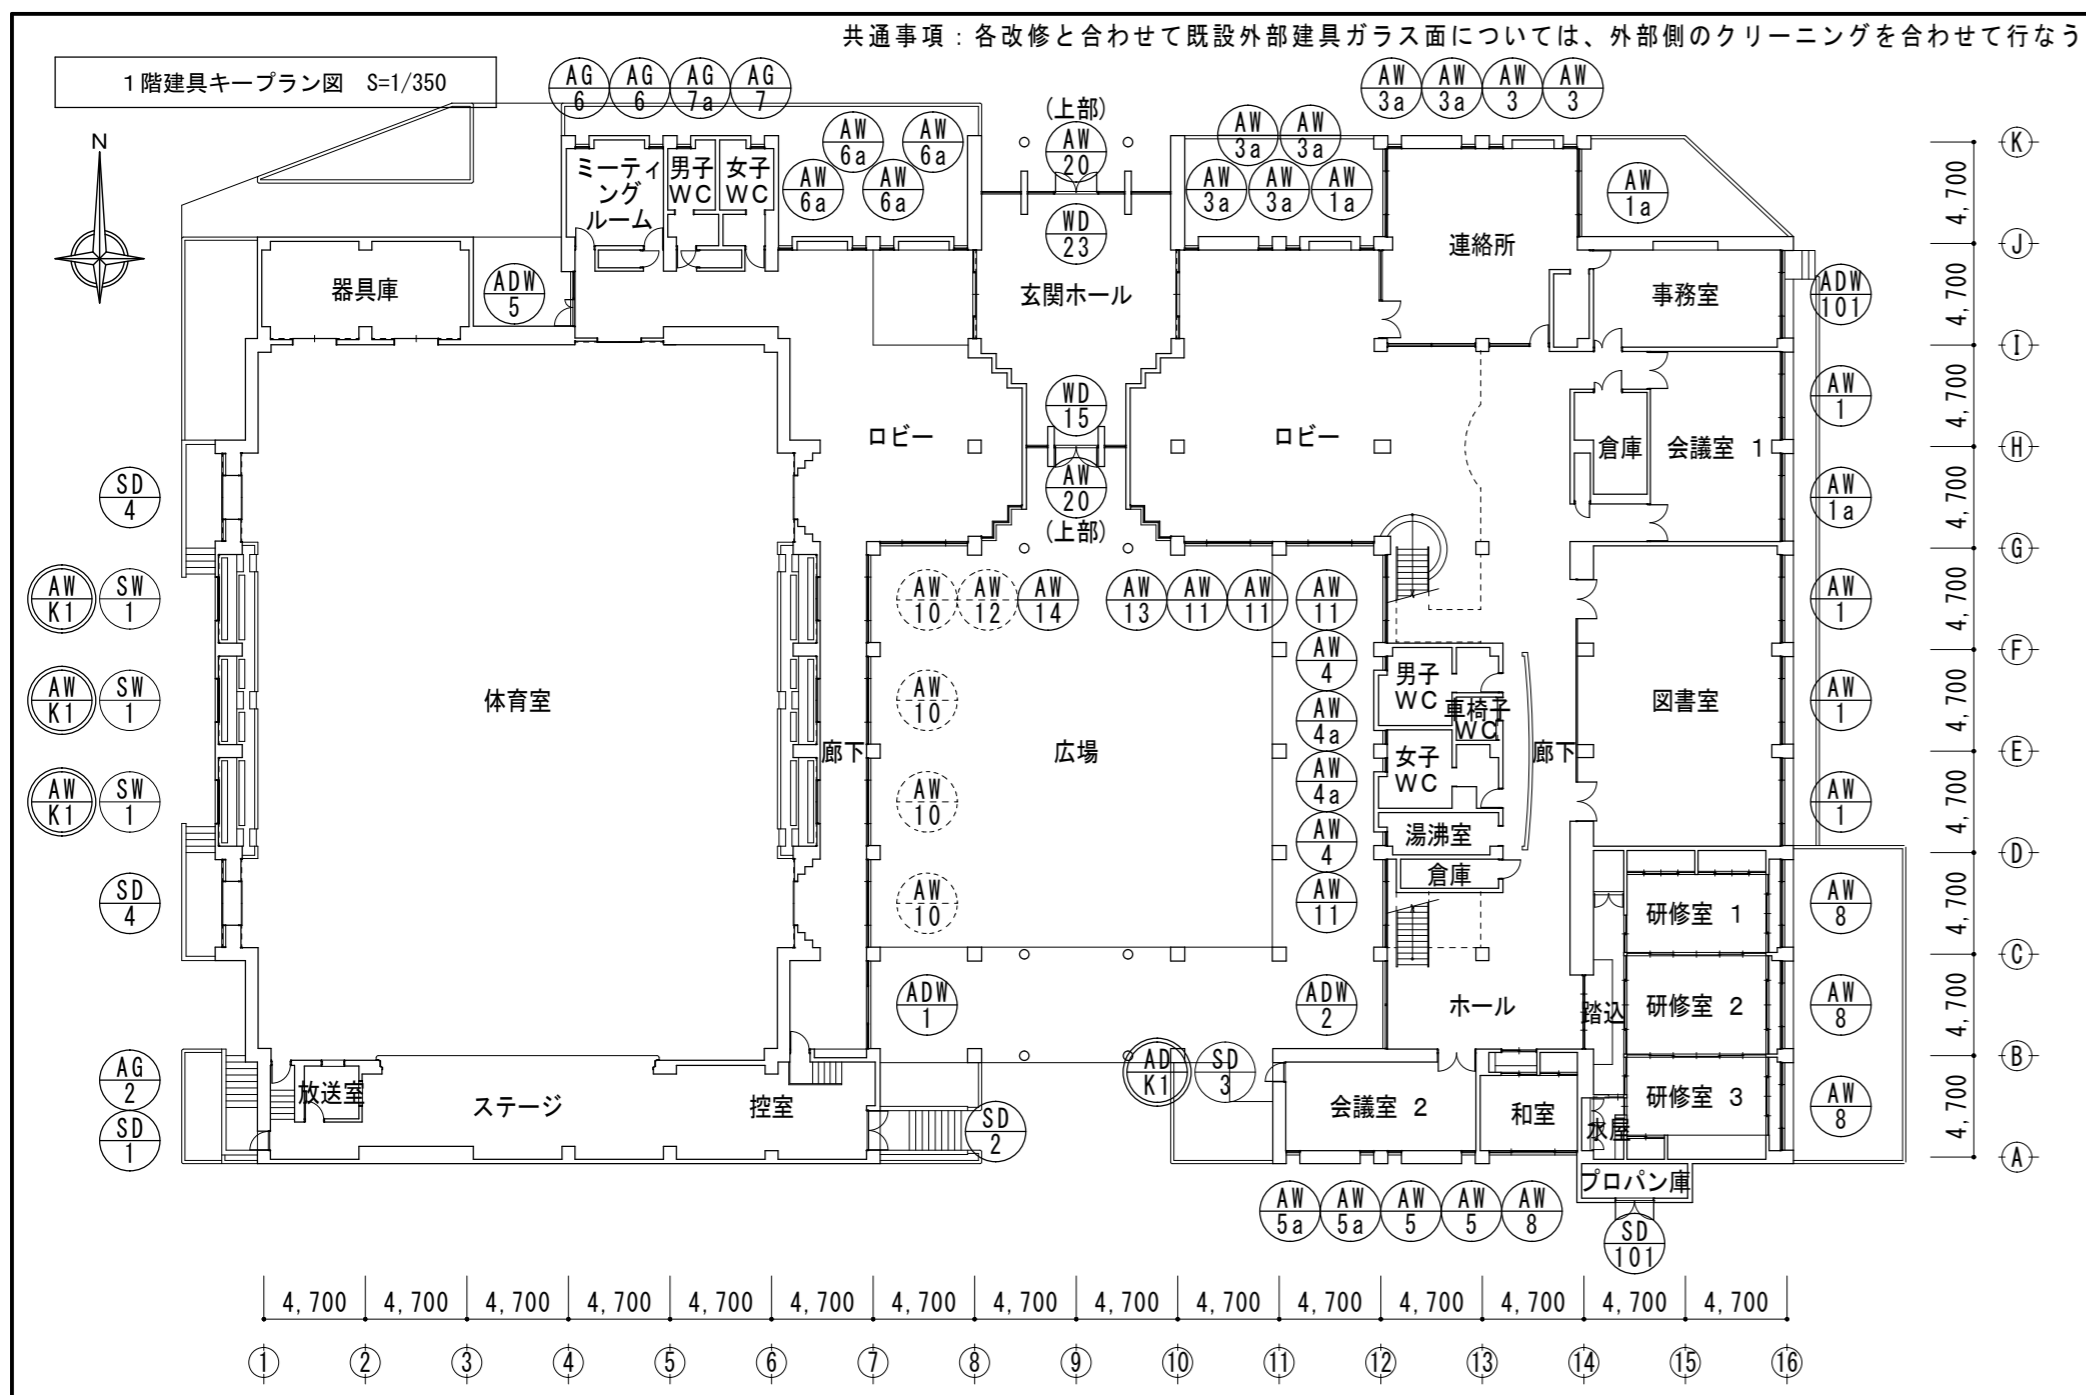 共通事項：各改修と合わせて既設外部建具ガラス面については、外部側のクリーニングを合わせて行なう
１階建具キープラン図　S=1/350
AG 6
AG 6
AG 7a
AG 7
AW 3a
AW 3a
AW 3
AW 3
N
(上部)
AW 20
AW 6a
AW 6a
AW 6a
AW 6a
AW 3a
AW 3a
AW 3a
AW 3a
AW 1a
AW 1a
ミーティ
ング
ルーム
男子
ＷＣ
女子
ＷＣ
WD 23
連絡所
器具庫
ADW 5
玄関ホール
事務室
ADW 101
WD 15
AW 1
ロビー
ロビー
倉庫
会議室 1
SD 4
AW 20
(上部)
AW 1a
AW K1
SW 1
AW 10
AW 12
AW 14
AW 13
AW 11
AW 11
AW 11
AW 1
AW 4
AW K1
SW 1
体育室
AW 10
男子
ＷＣ
車椅子
ＷＣ
図書室
AW 1
AW 4a
廊下
広場
女子
ＷＣ
廊下
AW 4a
AW K1
SW 1
AW 10
AW 1
AW 4
湯沸室
倉庫
SD 4
AW 10
AW 11
研修室 1
AW 8
ADW 1
ADW 2
ホール
踏込
研修室 2
AW 8
AG 2
AD K1
SD 3
放送室
ステージ
控室
会議室 2
和室
研修室 3
AW 8
SD 1
SD 2
水屋
プロパン庫
AW 5a
AW 5a
AW 5
AW 5
AW 8
SD 101
K
4,700
J
4,700
I
4,700
H
4,700
G
4,700
F
4,700
E
4,700
D
4,700
C
4,700
B
4,700
A
4,700 4,700 4,700 4,700 4,700 4,700 4,700 4,700 4,700 4,700 4,700 4,700 4,700 4,700 4,700
1 2 3 4 5 6 7 8 9 10 11 12 13 14 15 16